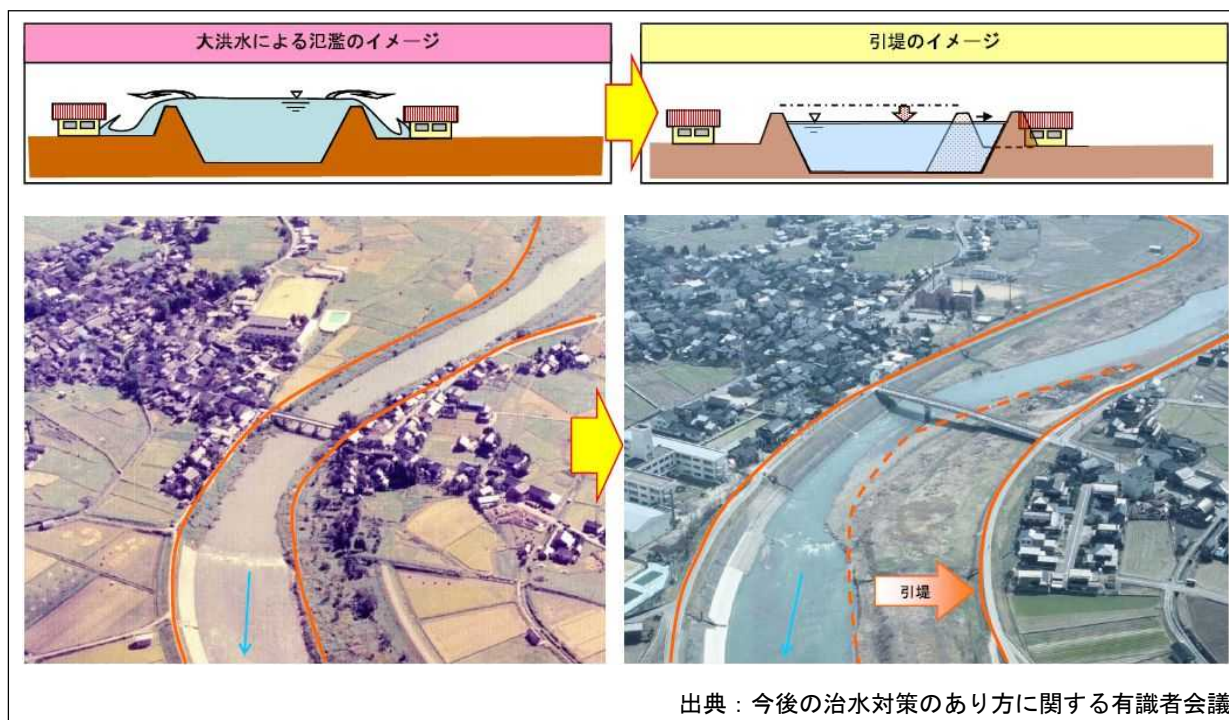 大洪水による氾濫のイメージ
引堤のイメージ
引堤
出典：今後の治水対策のあり方に関する有識者会議